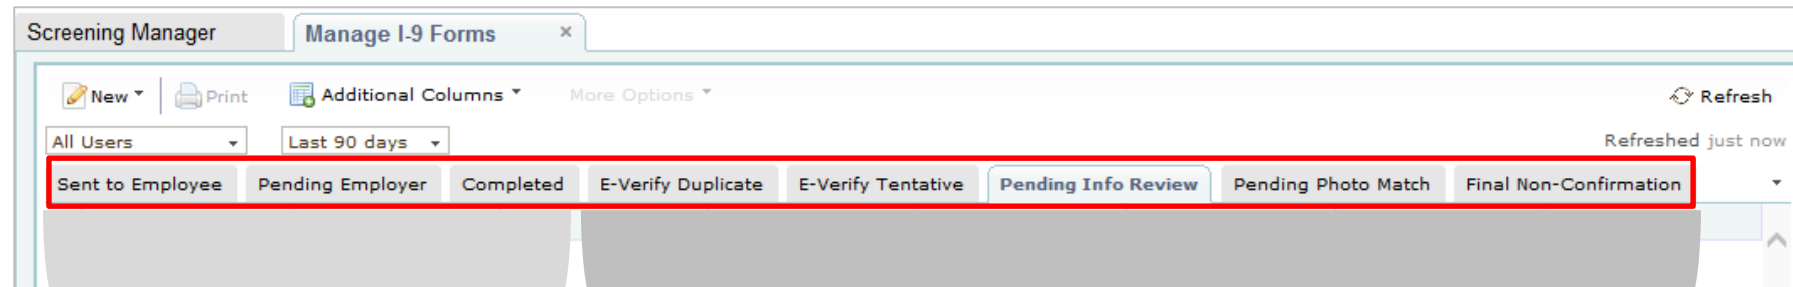 Screening Manager Manage I-9 Forms ×
New Print Additional Columns More Options Refresh
All Users Last 90 days Refreshed just now
Sent to Employee Pending Employer Completed E-Verify Duplicate E-Verify Tentative Pending Info Review Pending Photo Match Final Non-Confirmation